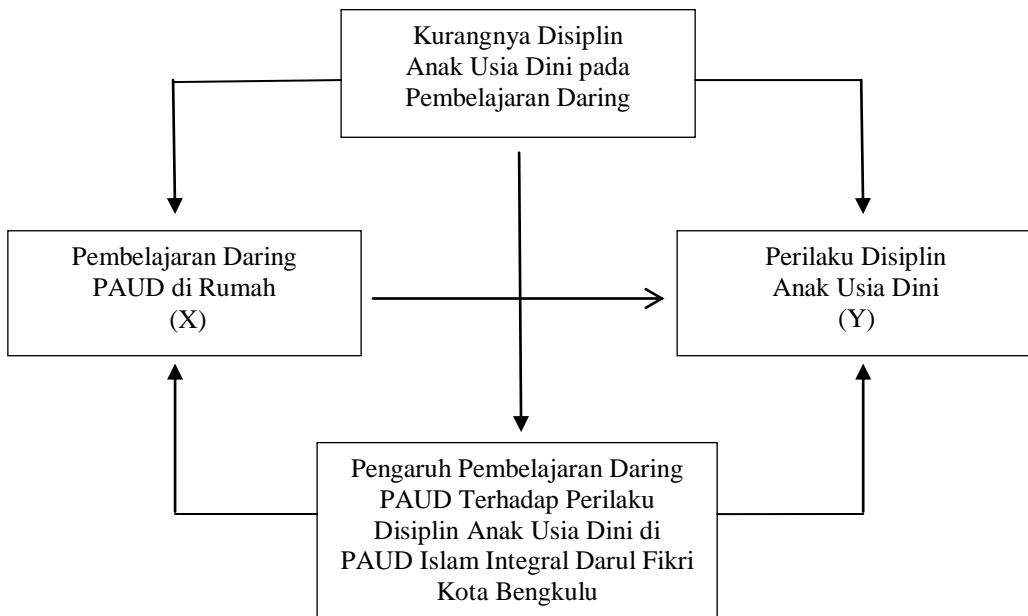 Kurangnya Disiplin
Anak Usia Dini pada
Pembelajaran Daring
Pembelajaran Daring
PAUD di Rumah
(X)
Perilaku Disiplin
Anak Usia Dini
(Y)
Pengaruh Pembelajaran Daring
PAUD Terhadap Perilaku
Disiplin Anak Usia Dini di
PAUD Islam Integral Darul Fikri
Kota Bengkulu